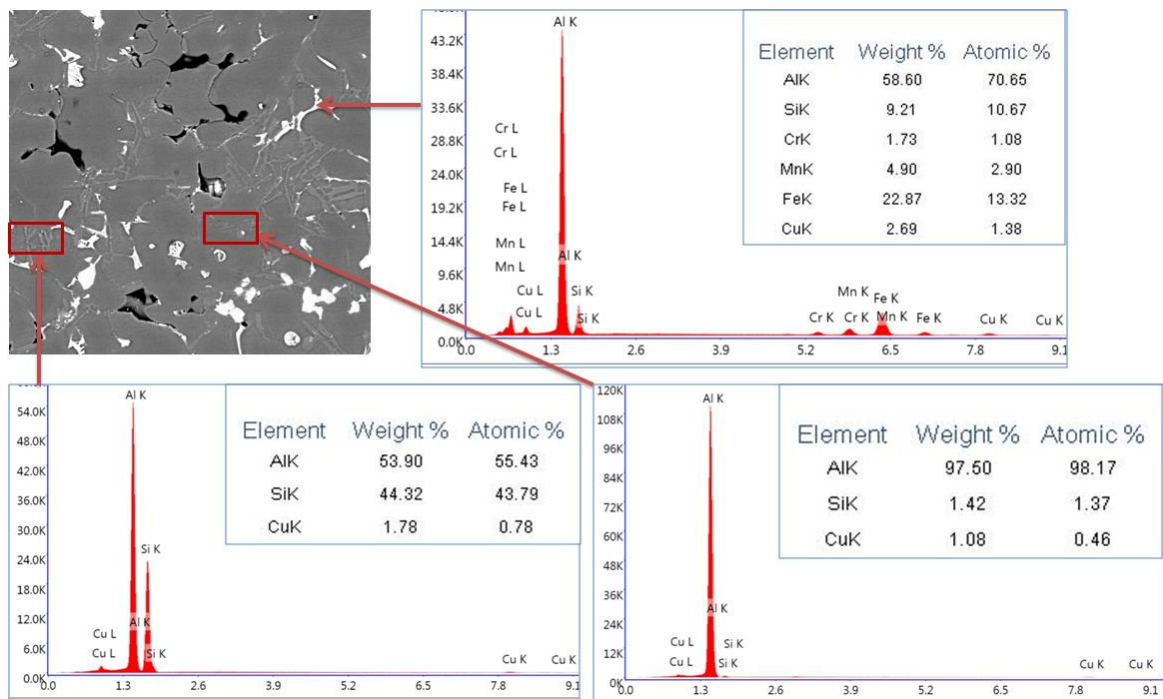 Al K
43.2K
38.4K
33.6K
28.8K
24.0K
19.2K
14.4K
9.6K
4.8K
0.0K
Cr L
Cr L
Fe L
Fe L
Mn L
Mn L
Cu L
Cu L
Al K
Si K
Si K
Cr K
Mn K
Cr K
Fe K
Mn K
Fe K
Cu K
Cu K
0.0 1.3 2.6 3.9 5.2 6.5 7.8 9.1
Element Weight % Atomic %
AlK 58.60 70.65
SiK 9.21 10.67
CrK 1.73 1.08
MnK 4.90 2.90
FeK 22.87 13.32
CuK 2.69 1.38
Al K
54.0K
48.0K
42.0K
36.0K
30.0K
24.0K
18.0K
12.0K
6.0K
0.0K
Si K
Al K
Cu L
Cu L
Si K
Cu K
Cu K
0.0 1.3 2.6 3.9 5.2 6.5 7.8 9.1
Element Weight % Atomic %
AlK 53.90 55.43
SiK 44.32 43.79
CuK 1.78 0.78
120K
108K
96K
84K
72K
60K
48K
36K
24K
12K
0.0K
Al K
Al K
Cu L
Cu L
Si K
Si K
Cu K
Cu K
0.0 1.3 2.6 3.9 5.2 6.5 7.8 9.1
Element Weight % Atomic %
AlK 97.50 98.17
SiK 1.42 1.37
CuK 1.08 0.46